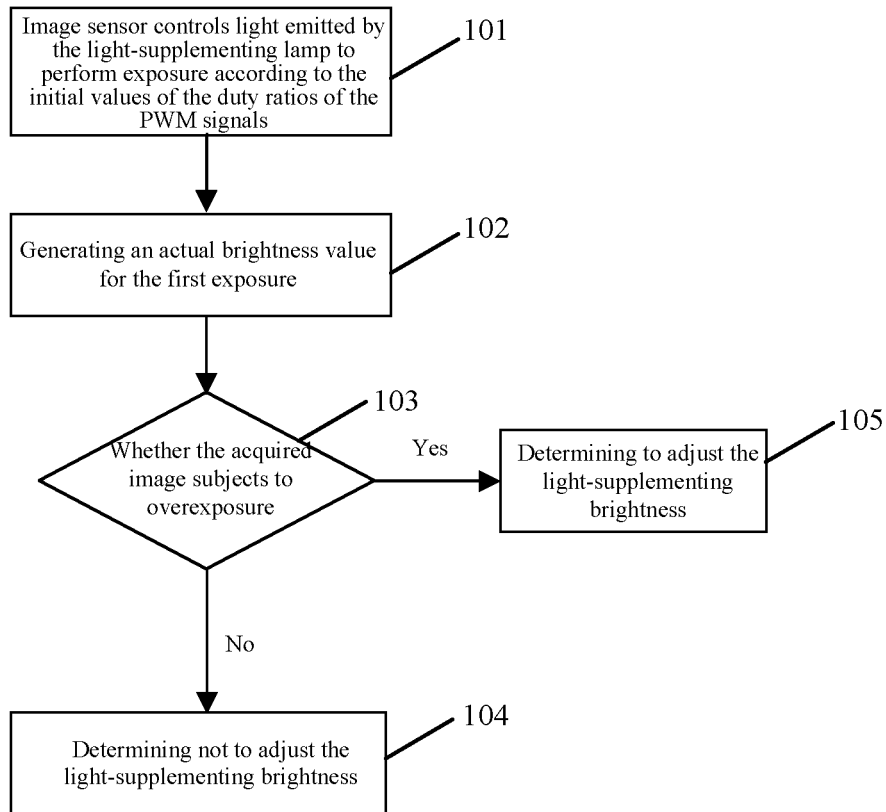 Image sensor controls light emitted by
the light-supplementing lamp to
perform exposure according to the
initial values of the duty ratios of the
PWM signals
101
Generating an actual brightness value
for the first exposure
102
Whether the acquired
image subjects to
overexposure
103
Yes
Determining to adjust the
light-supplementing
brightness
105
No
Determining not to adjust the
light-supplementing brightness
104